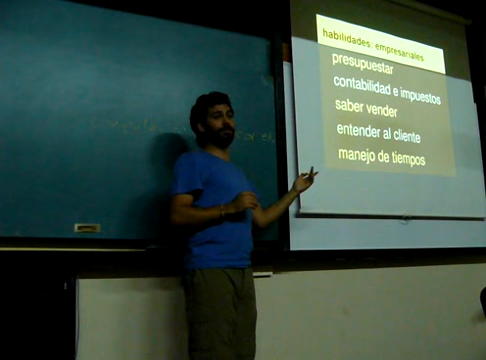 habilidades: empresariales
presupuestar
contabilidad e impuestos
saber vender
entender al cliente
manejo de tiempos